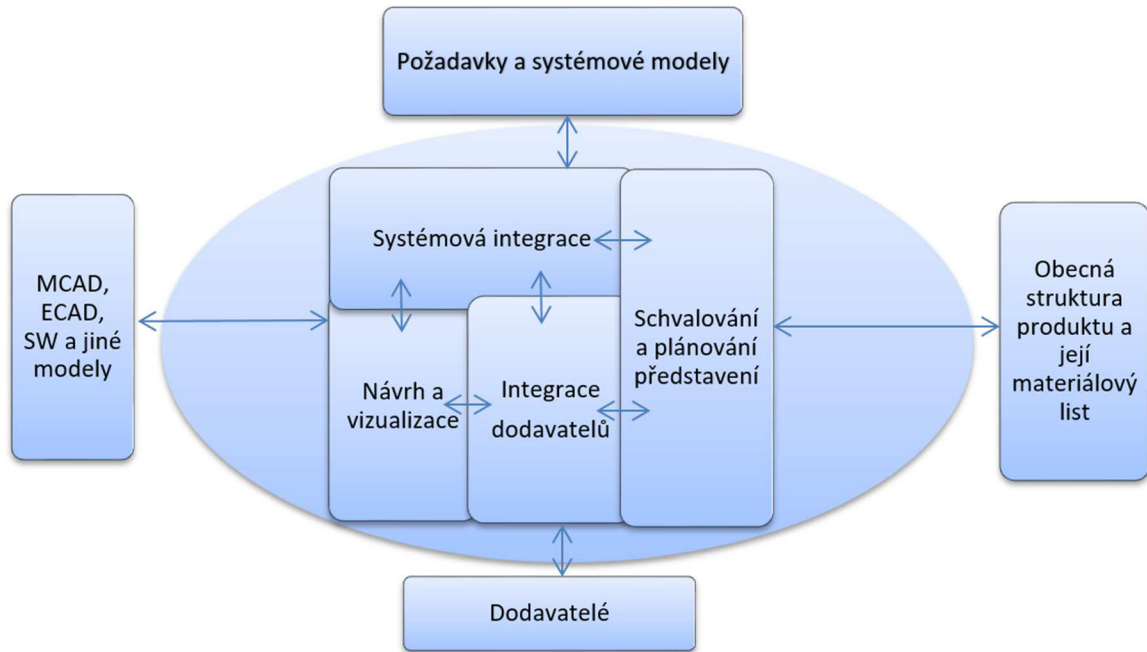 Požadavky a systémové modely
Systémová integrace
MCAD,
ECAD,
SW a jiné
modely
Návrh a
vizualizace
Integrace
dodavatelů
Schvalování
a plánování
představení
Obecná
struktura
produktu a
její
materiálový
list
Dodavatelé